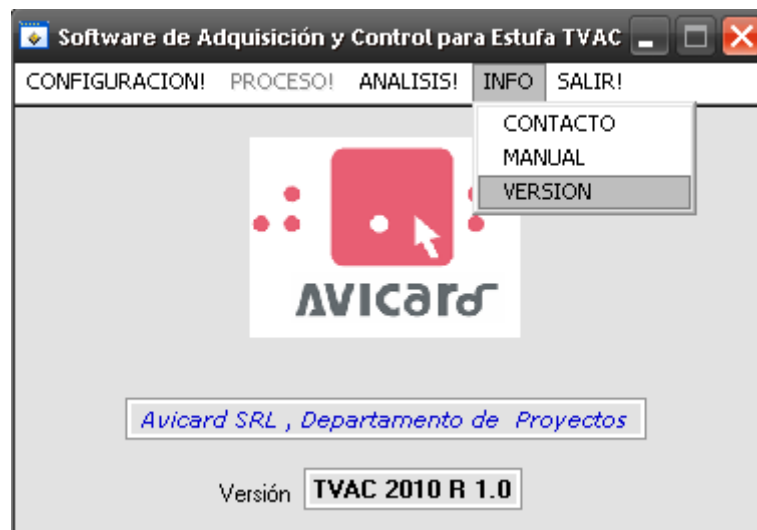 Software de Adquisición y Control para Estufa TVAC
CONFIGURACION! PROCESO! ANALISIS! INFO SALIR!
CONTACTO
MANUAL
VERSION
AVICARD
Avicard SRL , Departamento de Proyectos
Versión TVAC 2010 R 1.0